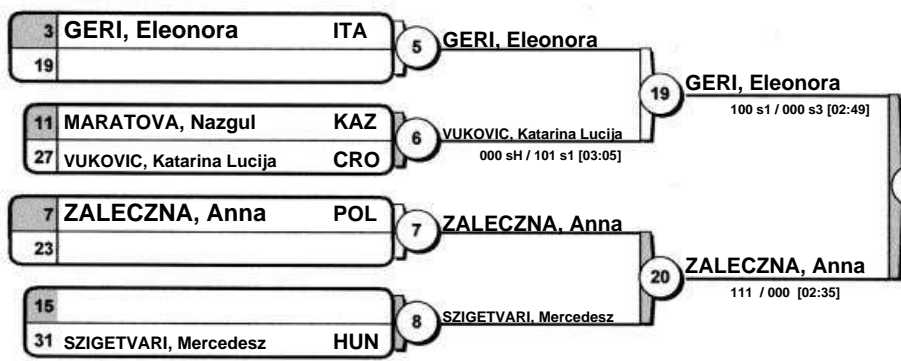 3 GERI, Eleonora ITA
19
5 GERI, Eleonora
11 MARATOVA, Nazgul KAZ
27 VUKOVIC, Katarina Lucija CRO
6 VUKOVIC, Katarina Lucija
000 sH / 101 s1 [03:05]
19 GERI, Eleonora
100 s1 / 000 s3 [02:49]
7 ZALECZNA, Anna POL
23
7 ZALECZNA, Anna
15
31 SZIGETVARI, Mercedesz HUN
8 SZIGETVARI, Mercedesz
20 ZALECZNA, Anna
111 / 000 [02:35]